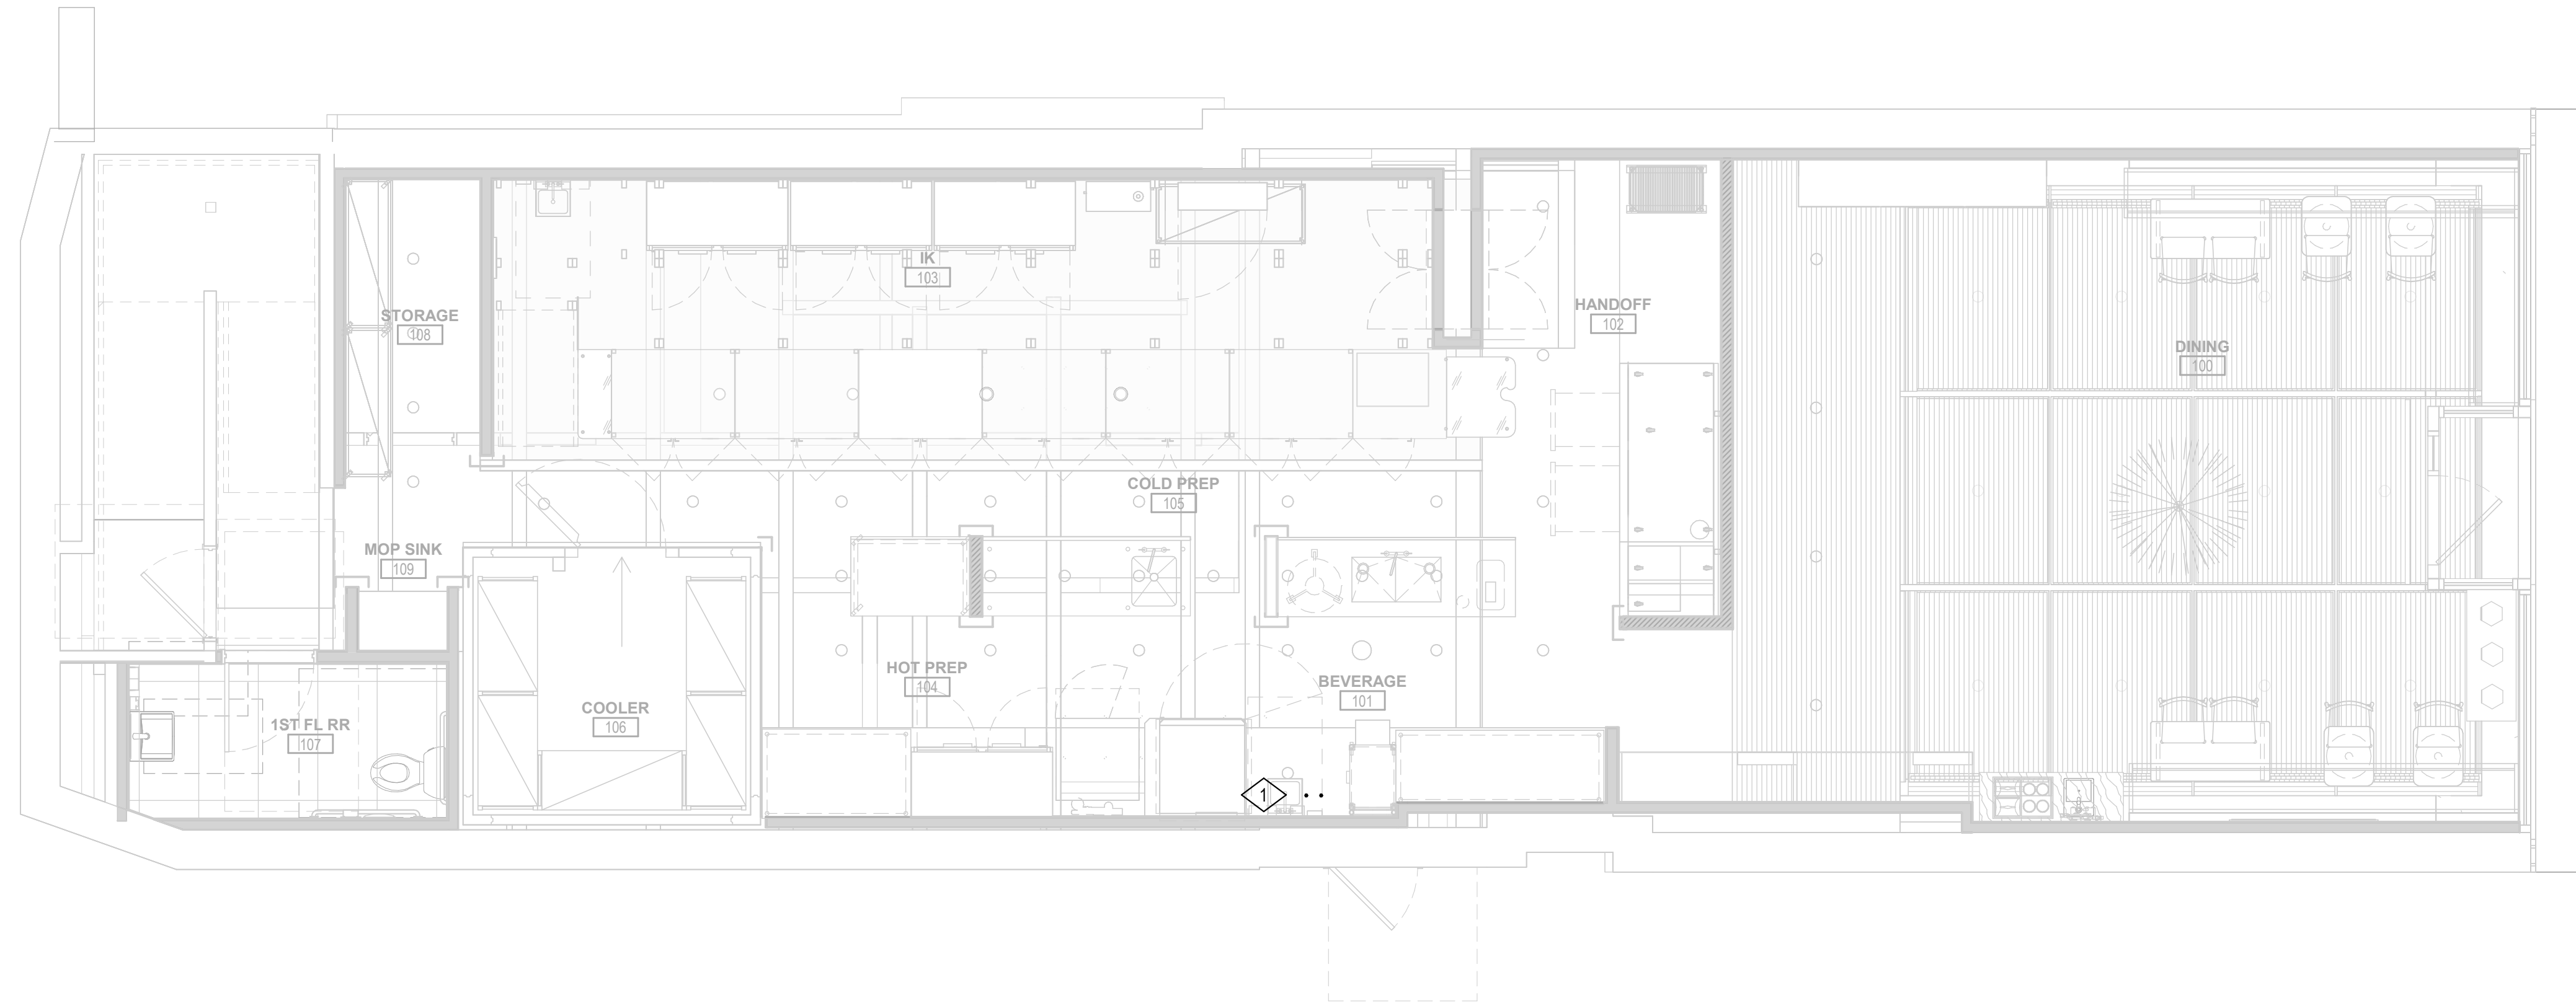 IK
103
STORAGE
108
HANDOFF
102
DINING
100
COLD PREP
105
MOP SINK
109
HOT PREP
104
BEVERAGE
101
COOLER
106
1ST FL RR
107
1